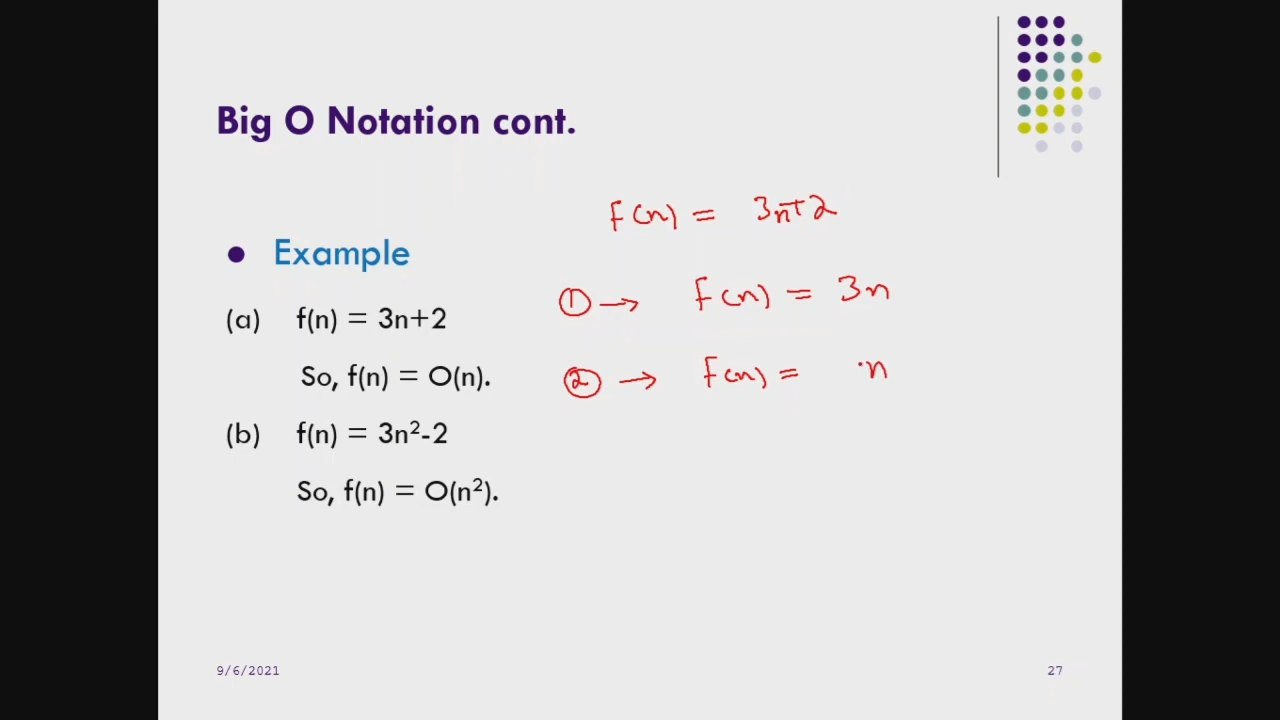 Big O Notation cont.
F(n) = 3n+2
● Example
① → F(n) = 3n
(a) f(n) = 3n+2
So, f(n) = O(n).
② → F(n) = n
(b) f(n) = 3n²-2
So, f(n) = O(n²).
9/6/2021
27